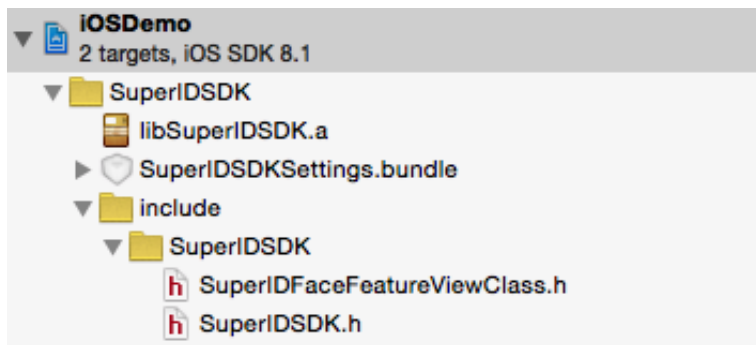 iOSDemo
2 targets, iOS SDK 8.1
SuperIDSDK
libSuperIDSDK.a
SuperIDSDKSettings.bundle
include
SuperIDSDK
h SuperIDFaceFeatureViewClass.h
h SuperIDSDK.h